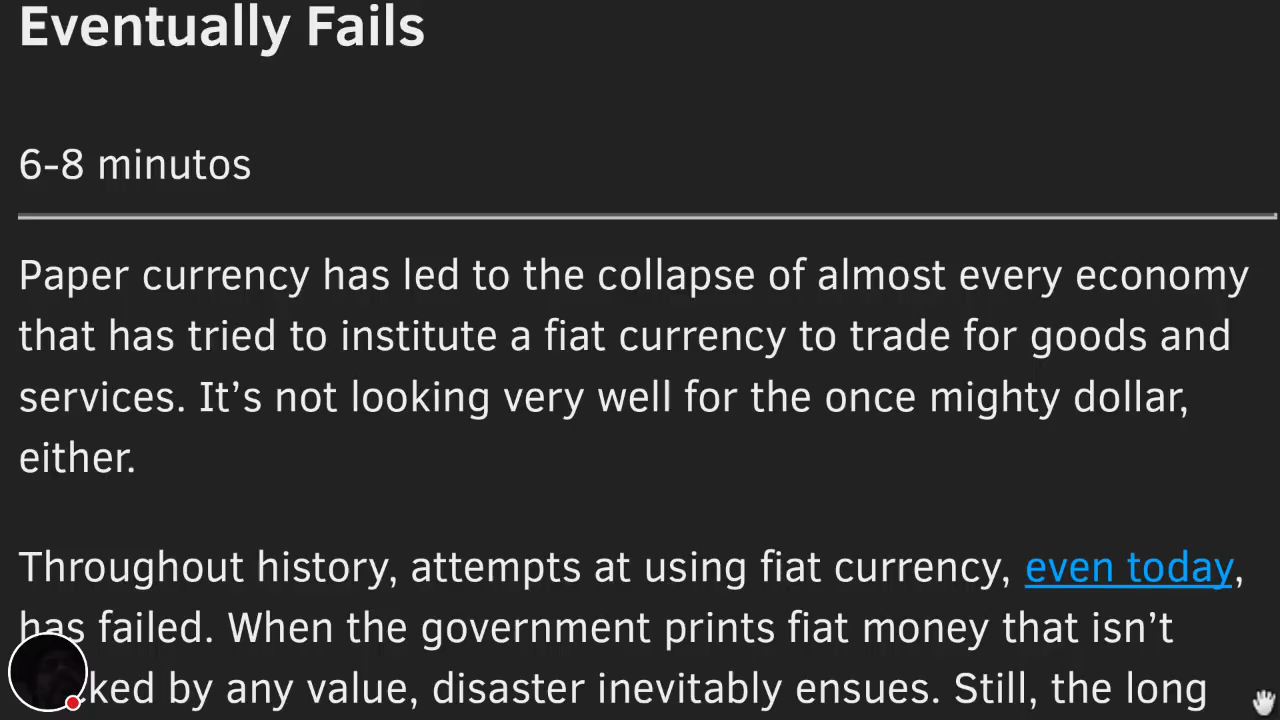 Eventually Fails
6-8 minutos
Paper currency has led to the collapse of almost every economy
that has tried to institute a fiat currency to trade for goods and
services. It’s not looking very well for the once mighty dollar,
either.
Throughout history, attempts at using fiat currency, even today,
has failed. When the government prints fiat money that isn’t
by any value, disaster inevitably ensues. Still, the long